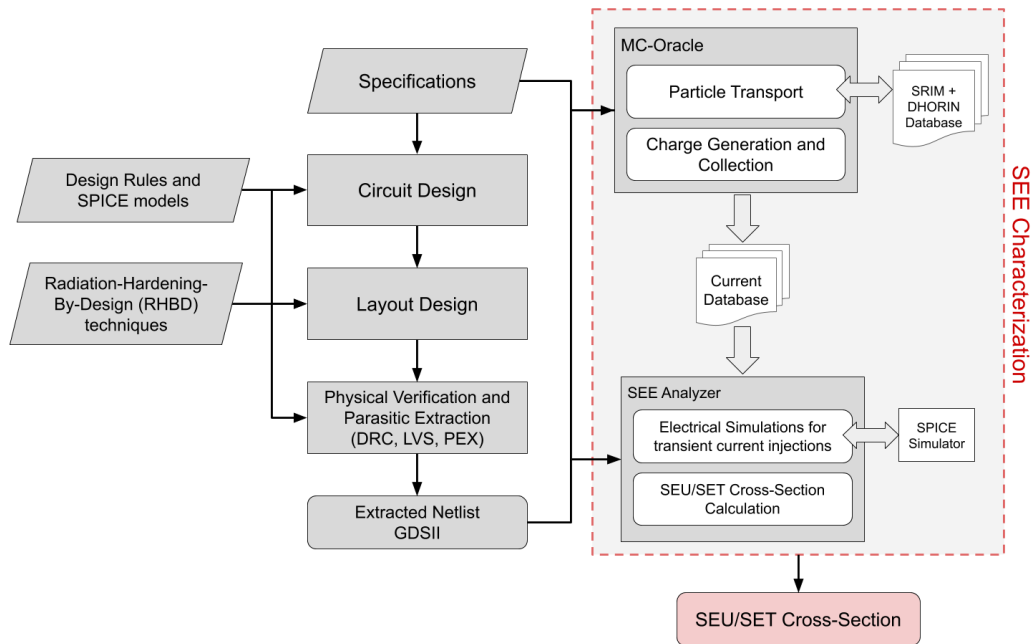 Specifications
Design Rules and
SPICE models
Circuit Design
Radiation-Hardening-
By-Design (RHBD)
techniques
Layout Design
Physical Verification and
Parasitic Extraction
(DRC, LVS, PEX)
Extracted Netlist
GDSII
MC-Oracle
Particle Transport
SRIM +
DHORIN
Database
Charge Generation and
Collection
Current
Database
SEE Analyzer
Electrical Simulations for
transient current injections
SPICE
Simulator
SEU/SET Cross-Section
Calculation
SEE Characterization
SEU/SET Cross-Section